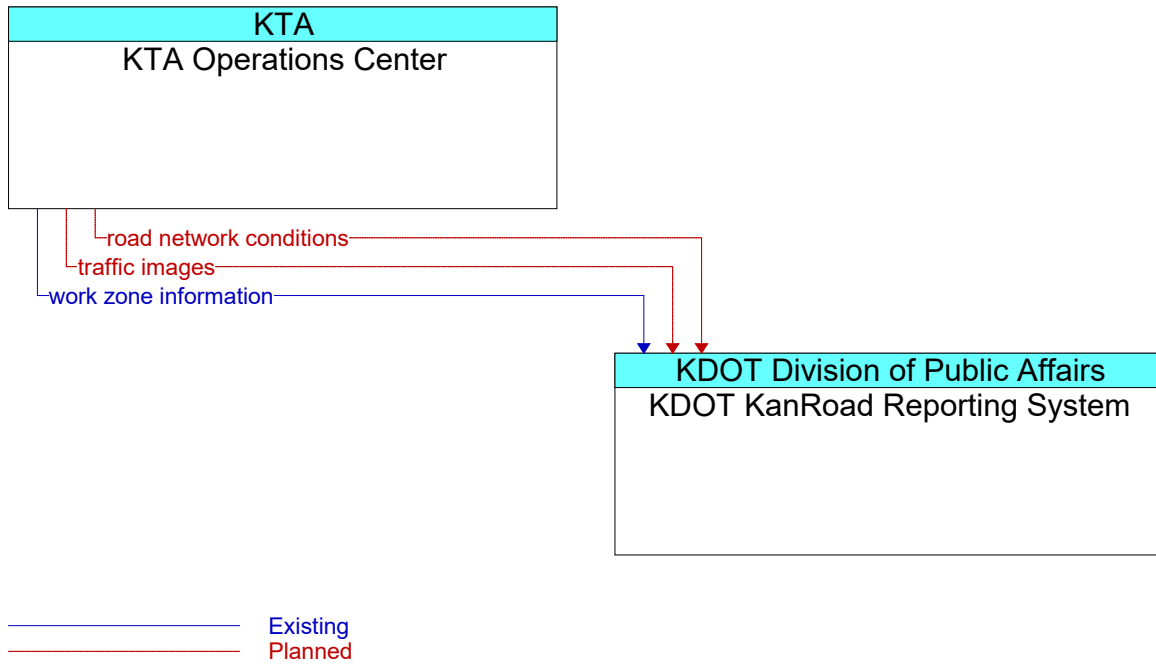 KTA
KTA Operations Center
road network conditions
traffic images
work zone information
KDOT Division of Public Affairs
KDOT KanRoad Reporting System
Existing
Planned